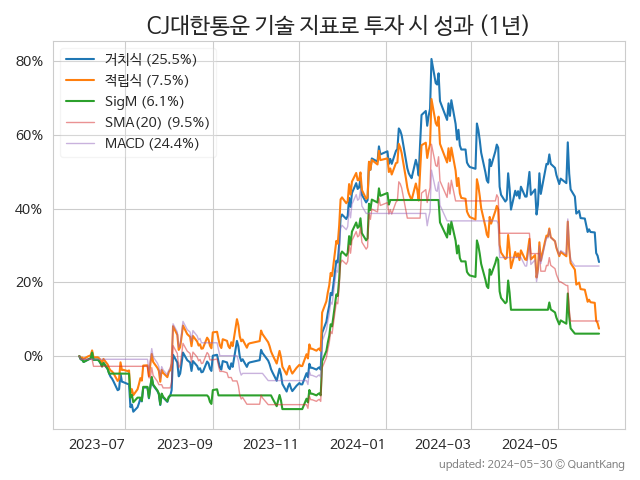 CJ대한통운 기술 지표로 투자 시 성과 (1년)
거치식 (25.5%)
적립식 (7.5%)
SigM (6.1%)
SMA(20) (9.5%)
MACD (24.4%)
80%
60%
40%
20%
0%
2023-07 2023-09 2023-11 2024-01 2024-03 2024-05
updated: 2024-05-30 © QuantKang